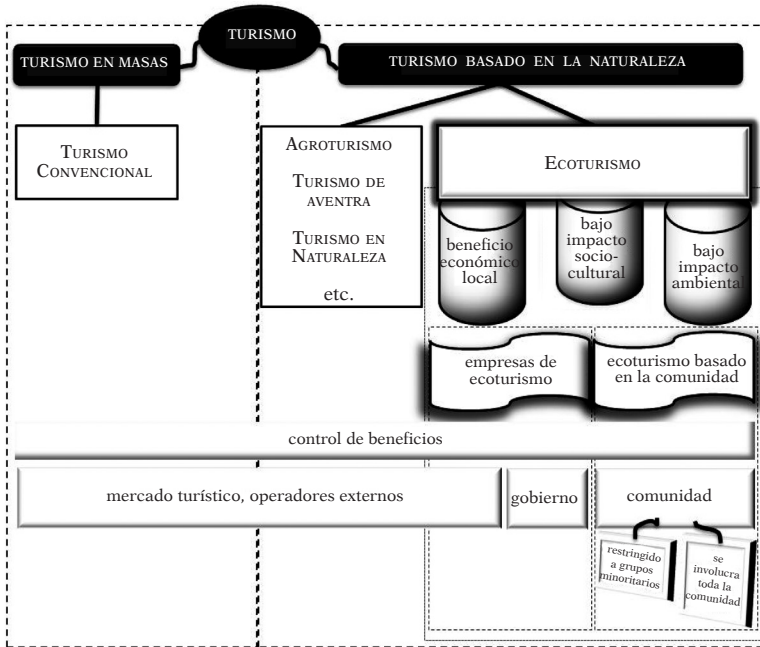 TURISMO
TURISMO EN MASAS
TURISMO BASADO EN LA NATURALEZA
TURISMO
CONVENCIONAL
AGROTURISMO
TURISMO DE
AVENTRA
TURISMO EN
NATURALEZA
etc.
ECOTURISMO
beneficio
económico
local
bajo
impacto
socio-
cultural
bajo
impacto
ambiental
empresas de
ecoturismo
ecoturismo basado
en la comunidad
control de beneficios
mercado turístico, operadores externos
gobierno
comunidad
restringido
a grupos
minoritarios
se
involucra
toda la
comunidad